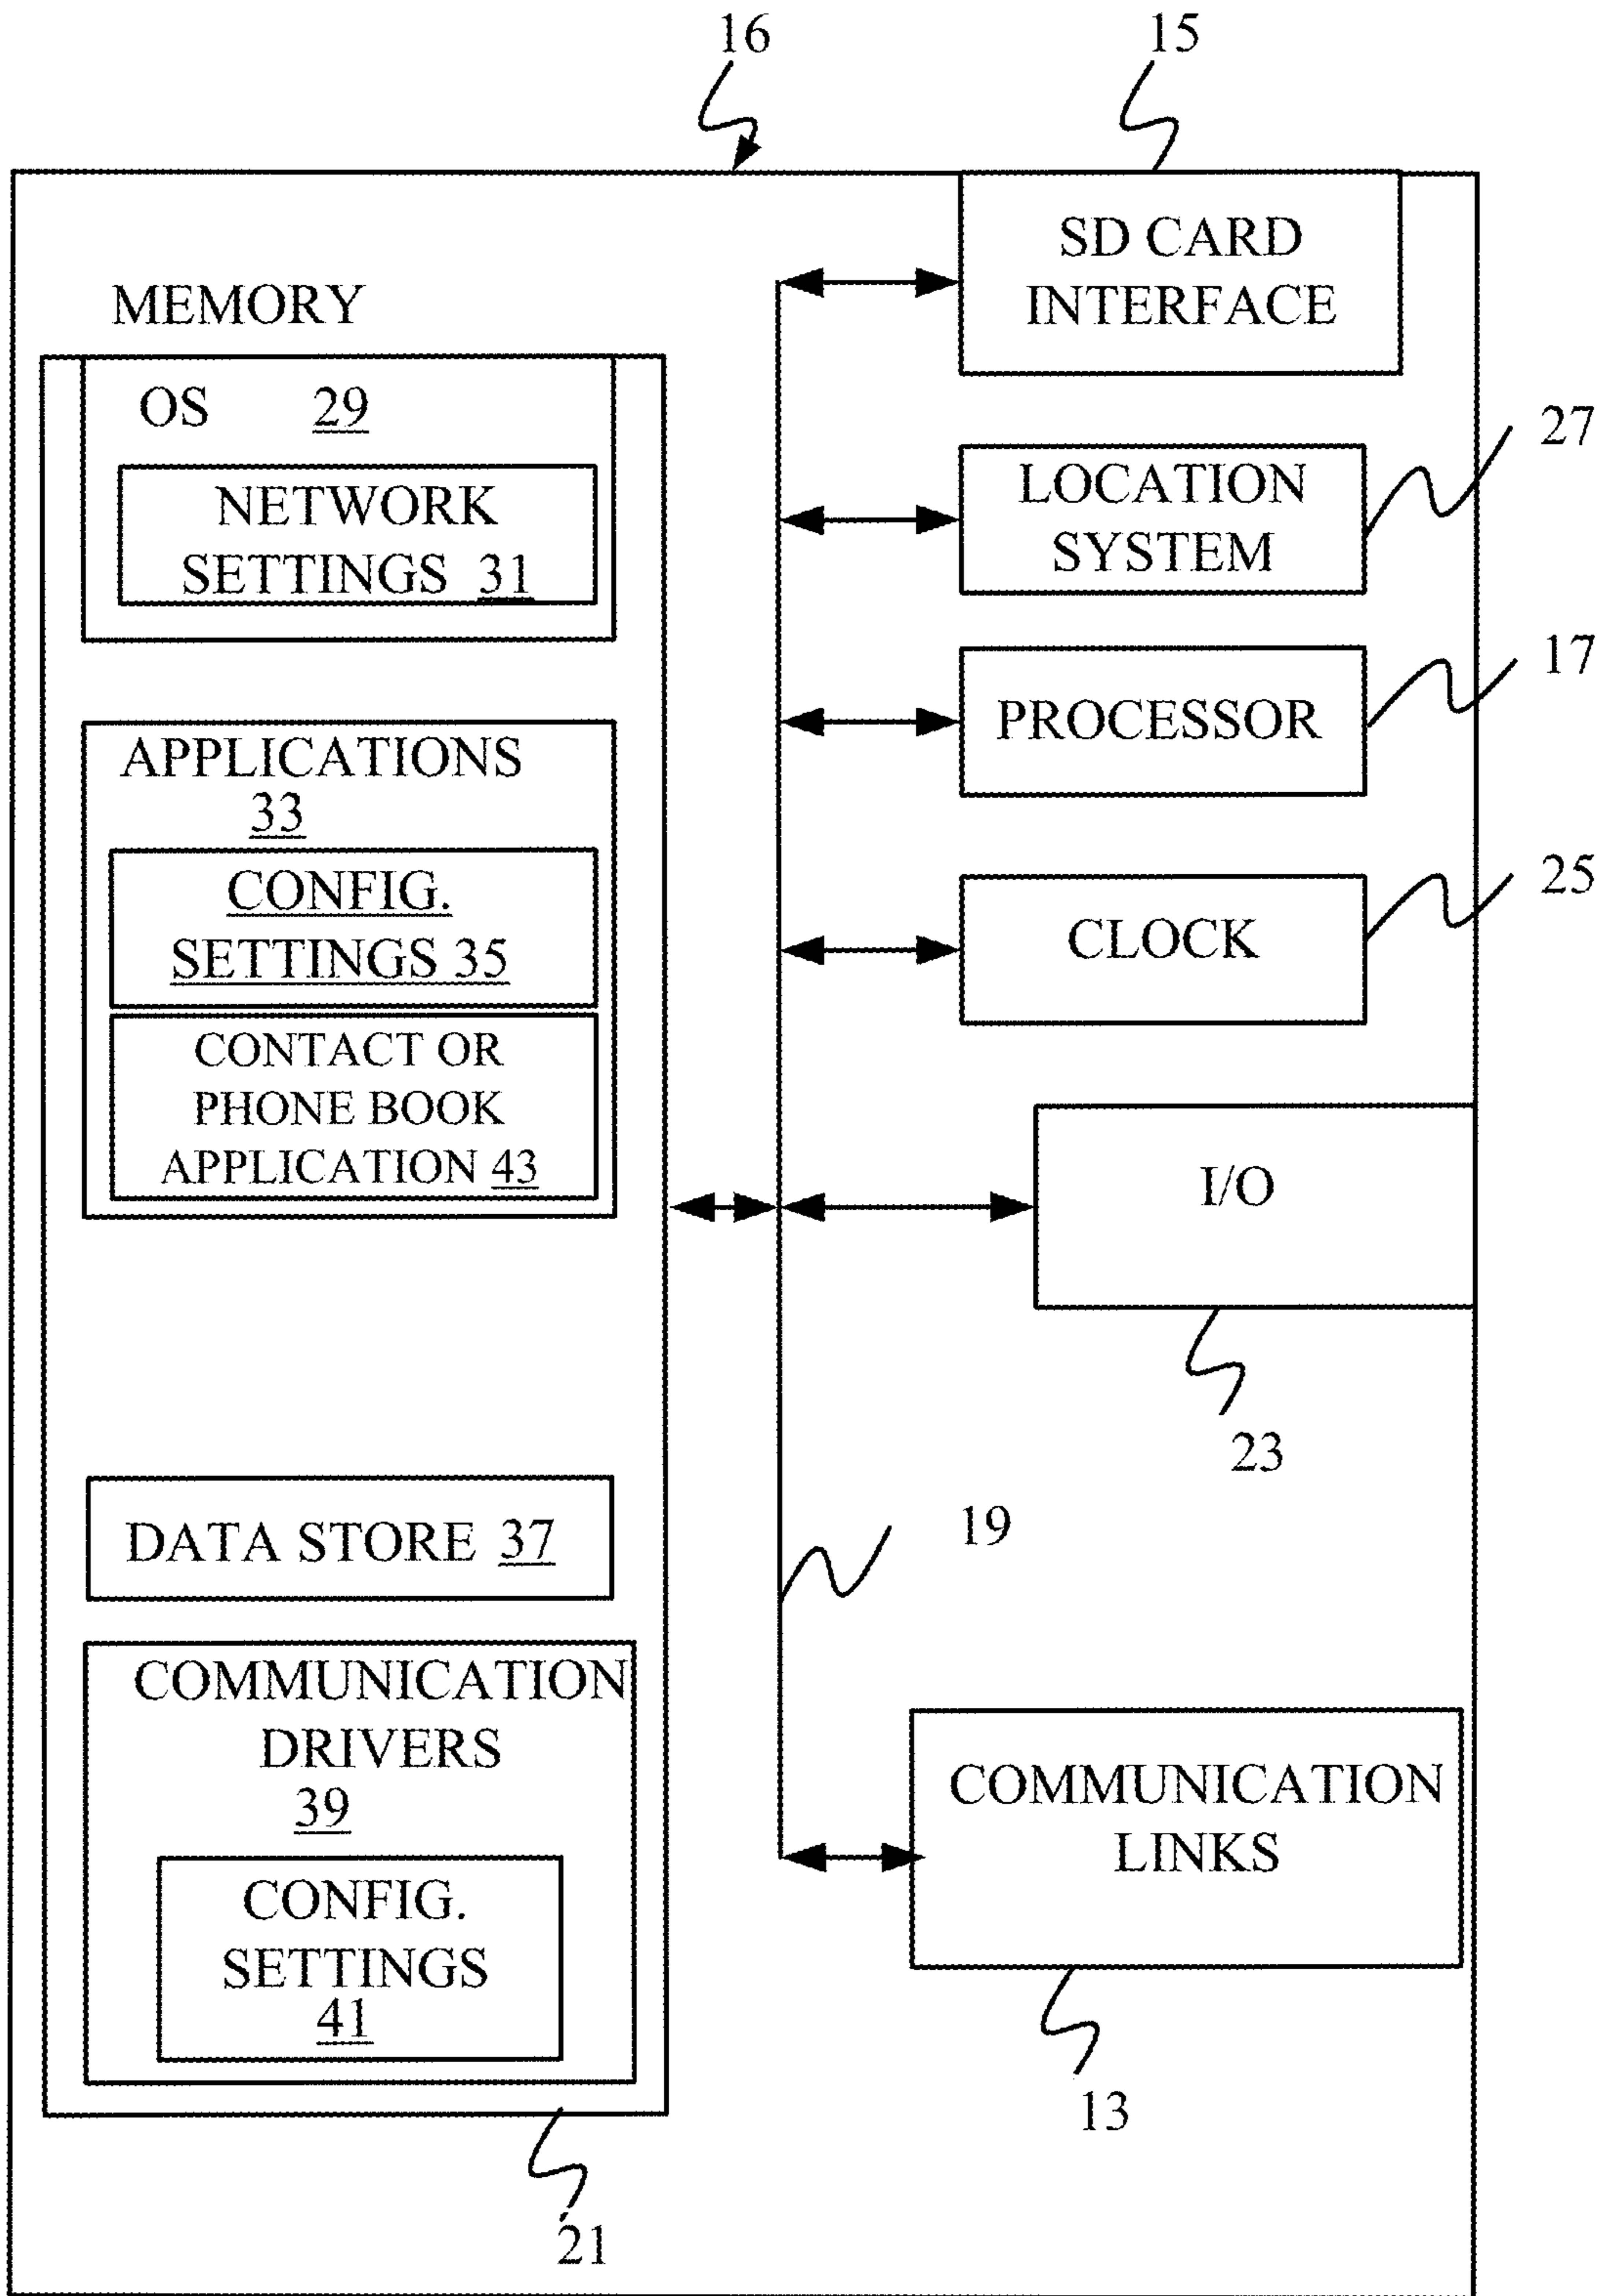 16
15
MEMORY
OS 29
NETWORK
SETTINGS 31
APPLICATIONS
33
CONFIG.
SETTINGS 35
CONTACT OR
PHONE BOOK
APPLICATION 43
DATA STORE 37
COMMUNICATION
DRIVERS
39
CONFIG.
SETTINGS
41
21
SD CARD
INTERFACE
LOCATION
SYSTEM
27
PROCESSOR
17
CLOCK
25
I/O
23
19
COMMUNICATION
LINKS
13